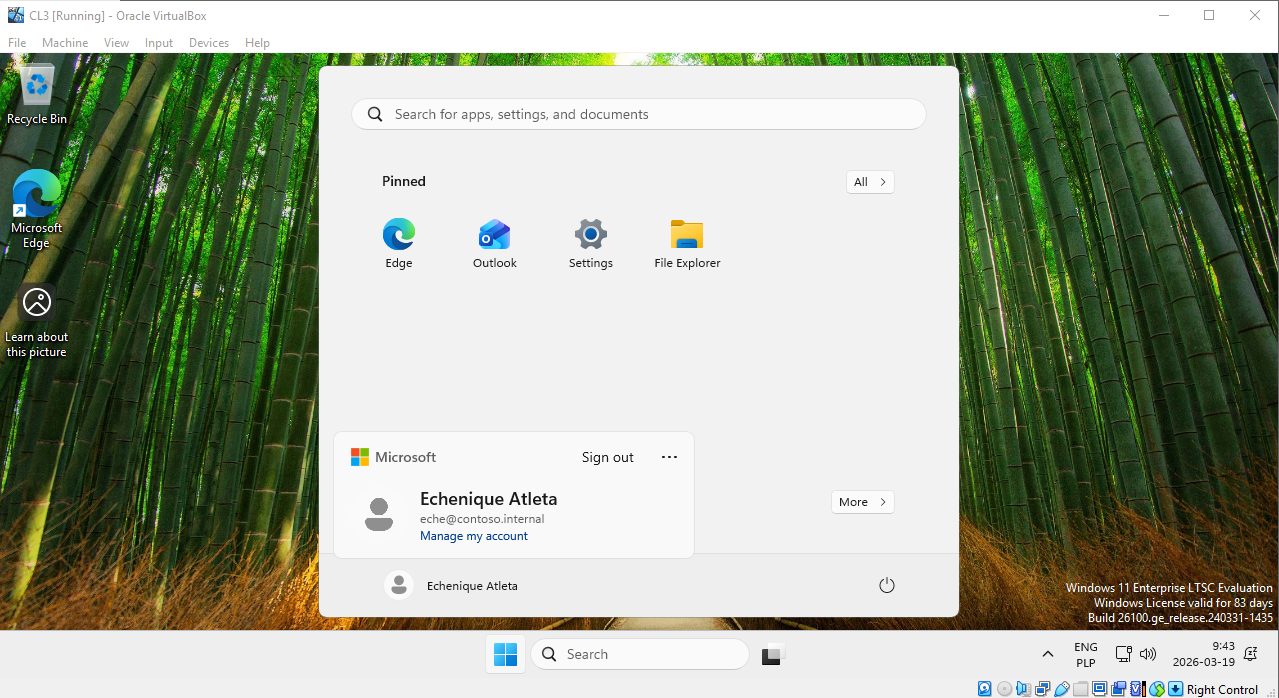 CL3 [Running] - Oracle VirtualBox
File Machine View Input Devices Help
Recycle Bin
Microsoft
Edge
Learn about
this picture
Search for apps, settings, and documents
Pinned
All
Edge
Outlook
Settings
File Explorer
Microsoft
Sign out
Echenique Atleta
eche@contoso.internal
Manage my account
More
Echenique Atleta
Windows 11 Enterprise LTSC Evaluation
Windows License valid for 83 days
Build 26100.ge_release.240331-1435
Search
ENG
PLP
9:43
2026-03-19
Right Control